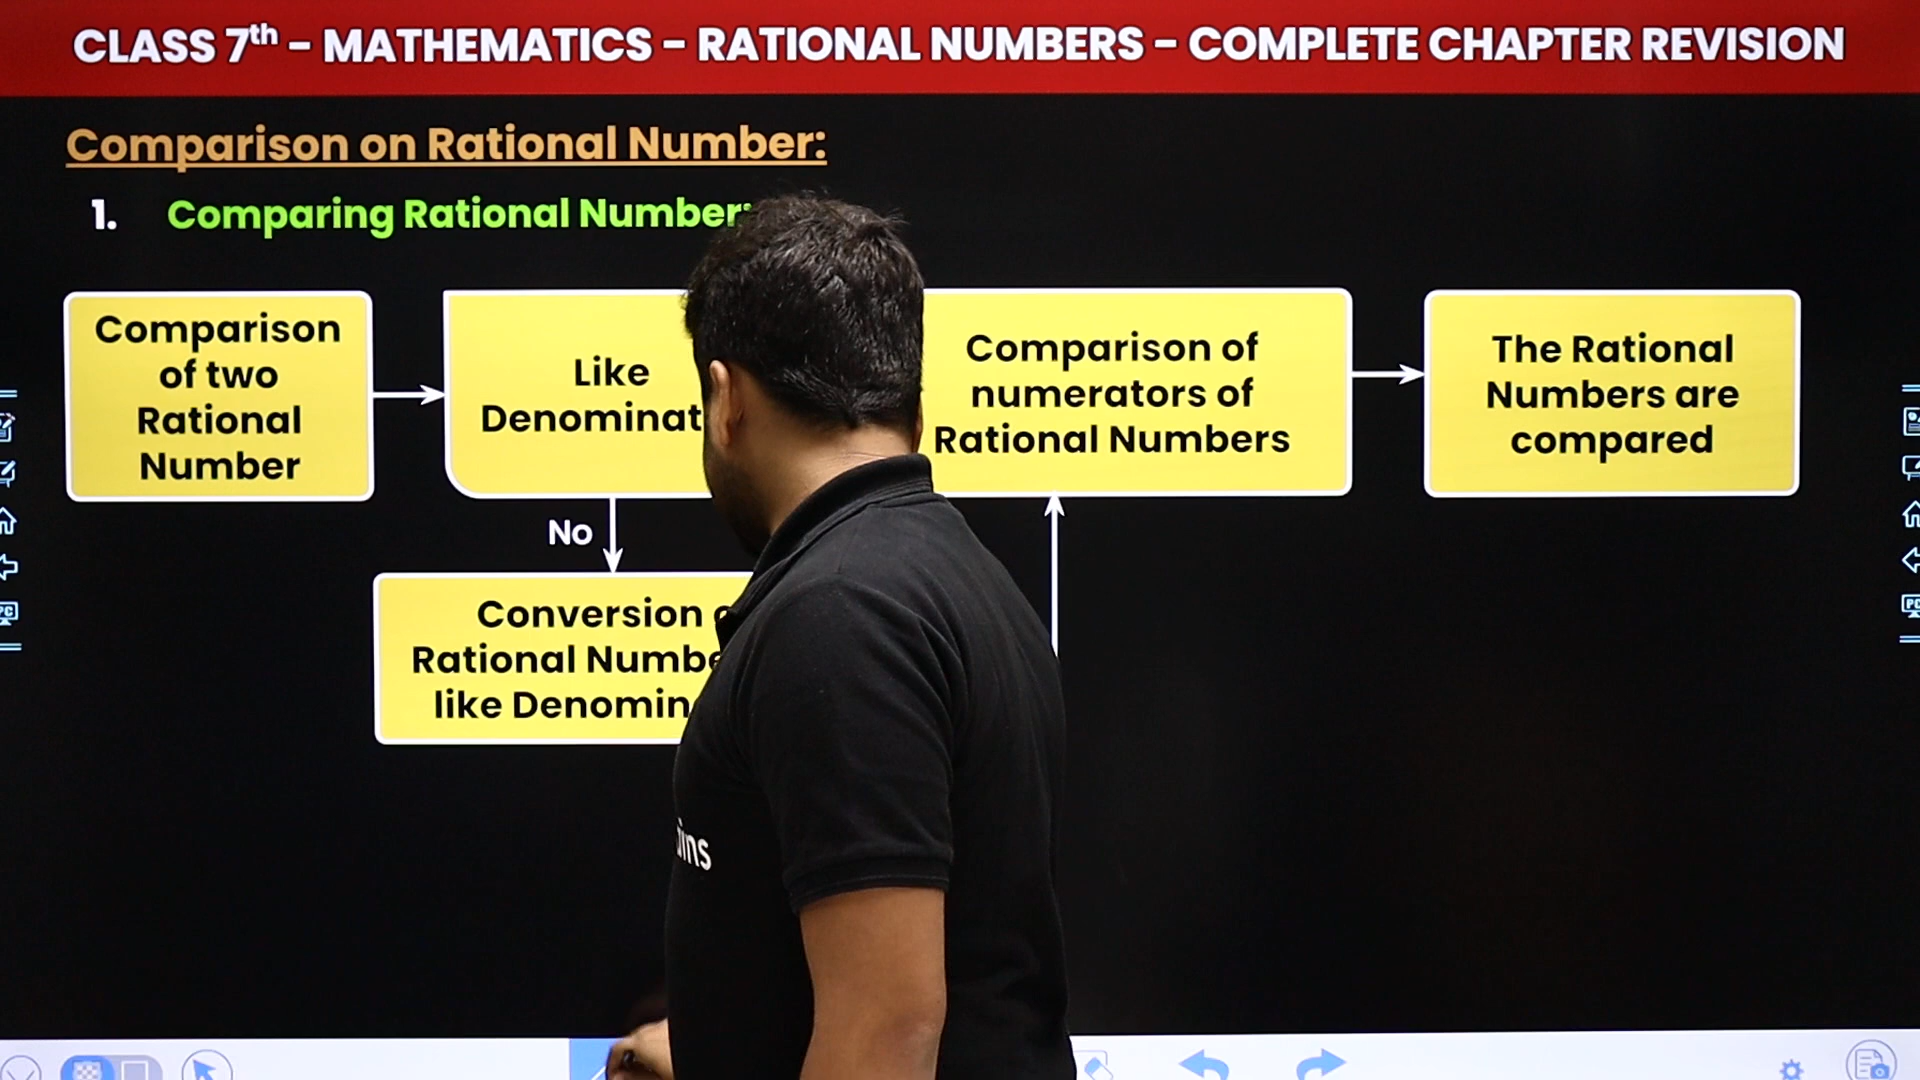 CLASS 7th - MATHEMATICS - RATIONAL NUMBERS - COMPLETE CHAPTER REVISION
Comparison on Rational Number:
1. Comparing Rational Number:
Comparison
of two
Rational
Number
Like
Denominat
Comparison of
numerators of
Rational Numbers
The Rational
Numbers are
compared
No
Conversion
Rational Numbe
like Denomin
ins